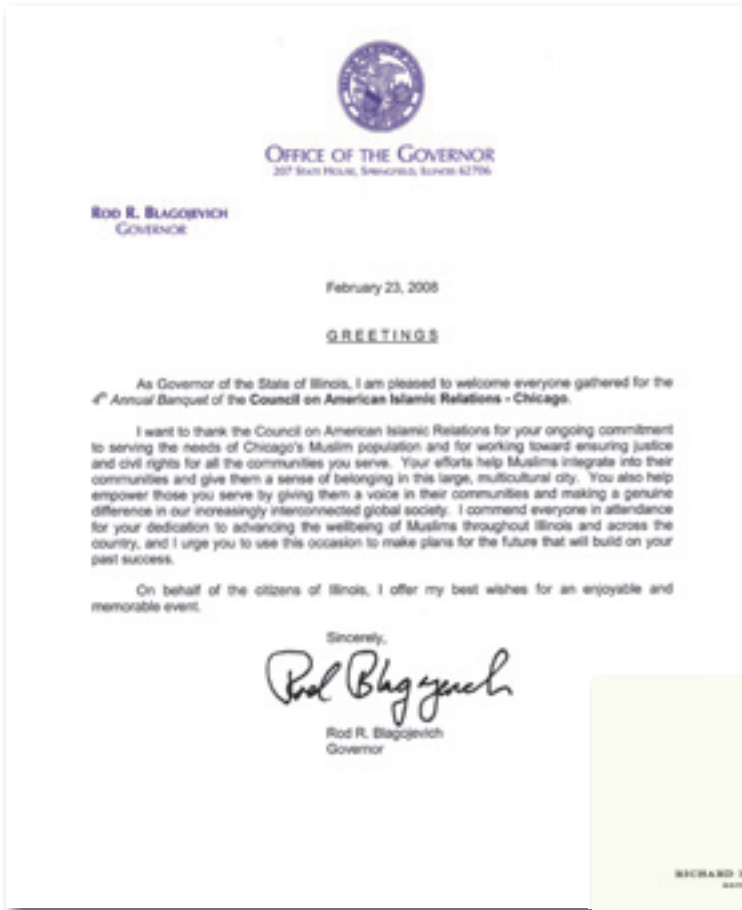 OFFICE OF THE GOVERNOR
207 STATE HOUSE, SPRINGFIELD, ILLINOIS 62706
ROD R. BLAGOJEVICH
GOVERNOR
February 23, 2008
GREETINGS
As Governor of the State of Illinois, I am pleased to welcome everyone gathered for the
4th Annual Banquet of the Council on American Islamic Relations - Chicago.
I want to thank the Council on American Islamic Relations for your ongoing commitment
to serving the needs of Chicago's Muslim population and for working toward ensuring justice
and civil rights for all the communities you serve. Your efforts help Muslims integrate into their
communities and give them a sense of belonging in this large, multicultural city. You also help
empower those you serve by giving them a voice in their communities and making a genuine
difference in our increasingly interconnected global society. I commend everyone in attendance
for your dedication to advancing the wellbeing of Muslims throughout Illinois and across the
country, and I urge you to use this occasion to make plans for the future that will build on your
past success.
On behalf of the citizens of Illinois, I offer my best wishes for an enjoyable and
memorable event.
Sincerely,
Rod Blagojevich
Rod R. Blagojevich
Governor
RICHARD